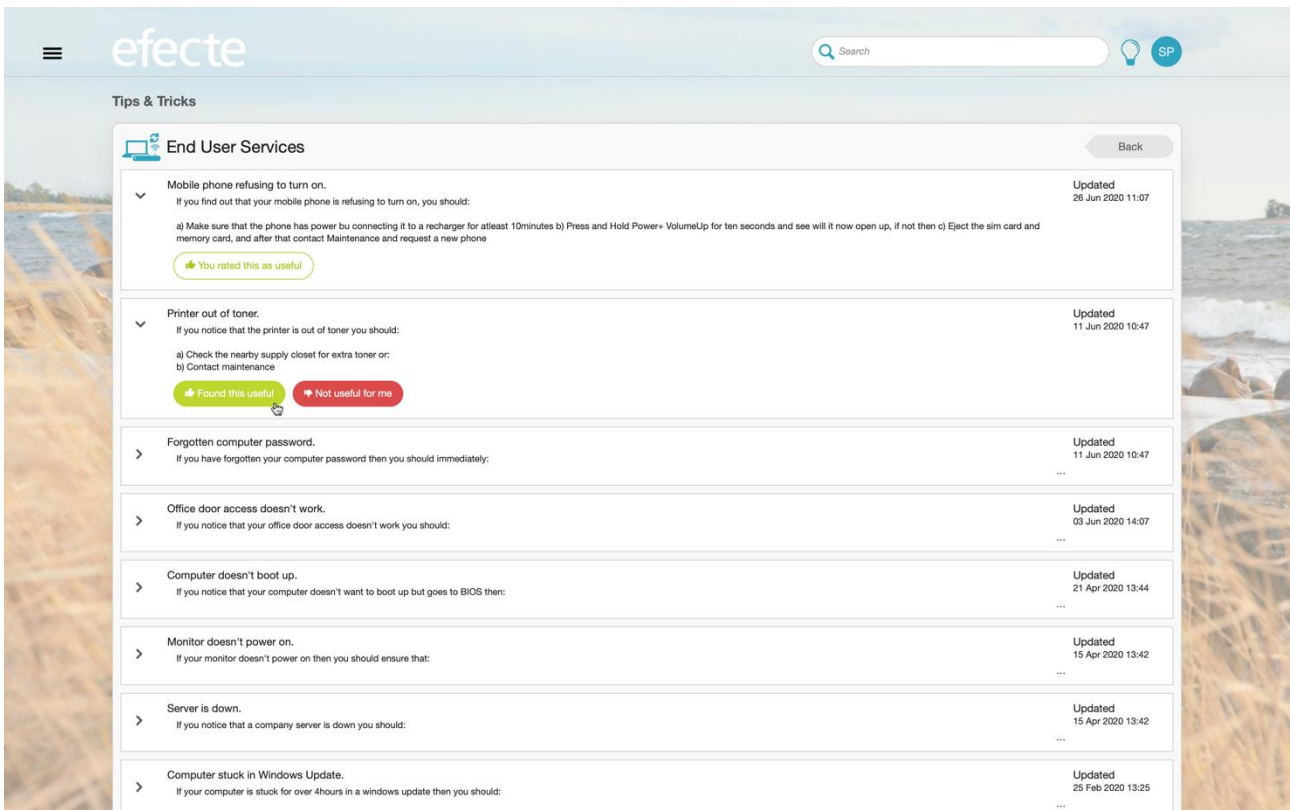 efecte
Search
SP
Tips & Tricks
End User Services
Back
Mobile phone refusing to turn on.
Updated
If you find out that your mobile phone is refusing to turn on, you should:
26 Jun 2020 11:07
a) Make sure that the phone has power bu connecting it to a recharger for atleast 10minutes b) Press and Hold Power+ VolumeUp for ten seconds and see will it now open up, if not then c) Eject the sim card and
memory card, and after that contact Maintenance and request a new phone
You rated this as useful
Printer out of toner.
Updated
If you notice that the printer is out of toner you should:
11 Jun 2020 10:47
a) Check the nearby supply closet for extra toner or:
b) Contact maintenance
Found this useful
Not useful for me
Forgotten computer password.
Updated
If you have forgotten your computer password then you should immediately:
11 Jun 2020 10:47
...
Office door access doesn't work.
Updated
If you notice that your office door access doesn't work you should:
03 Jun 2020 14:07
...
Computer doesn't boot up.
Updated
If you notice that your computer doesn't want to boot up but goes to BIOS then:
21 Apr 2020 13:44
...
Monitor doesn't power on.
Updated
If your monitor doesn't power on then you should ensure that:
15 Apr 2020 13:42
...
Server is down.
Updated
If you notice that a company server is down you should:
15 Apr 2020 13:42
...
Computer stuck in Windows Update.
Updated
If your computer is stuck for over 4hours in a windows update then you should:
25 Feb 2020 13:25
...